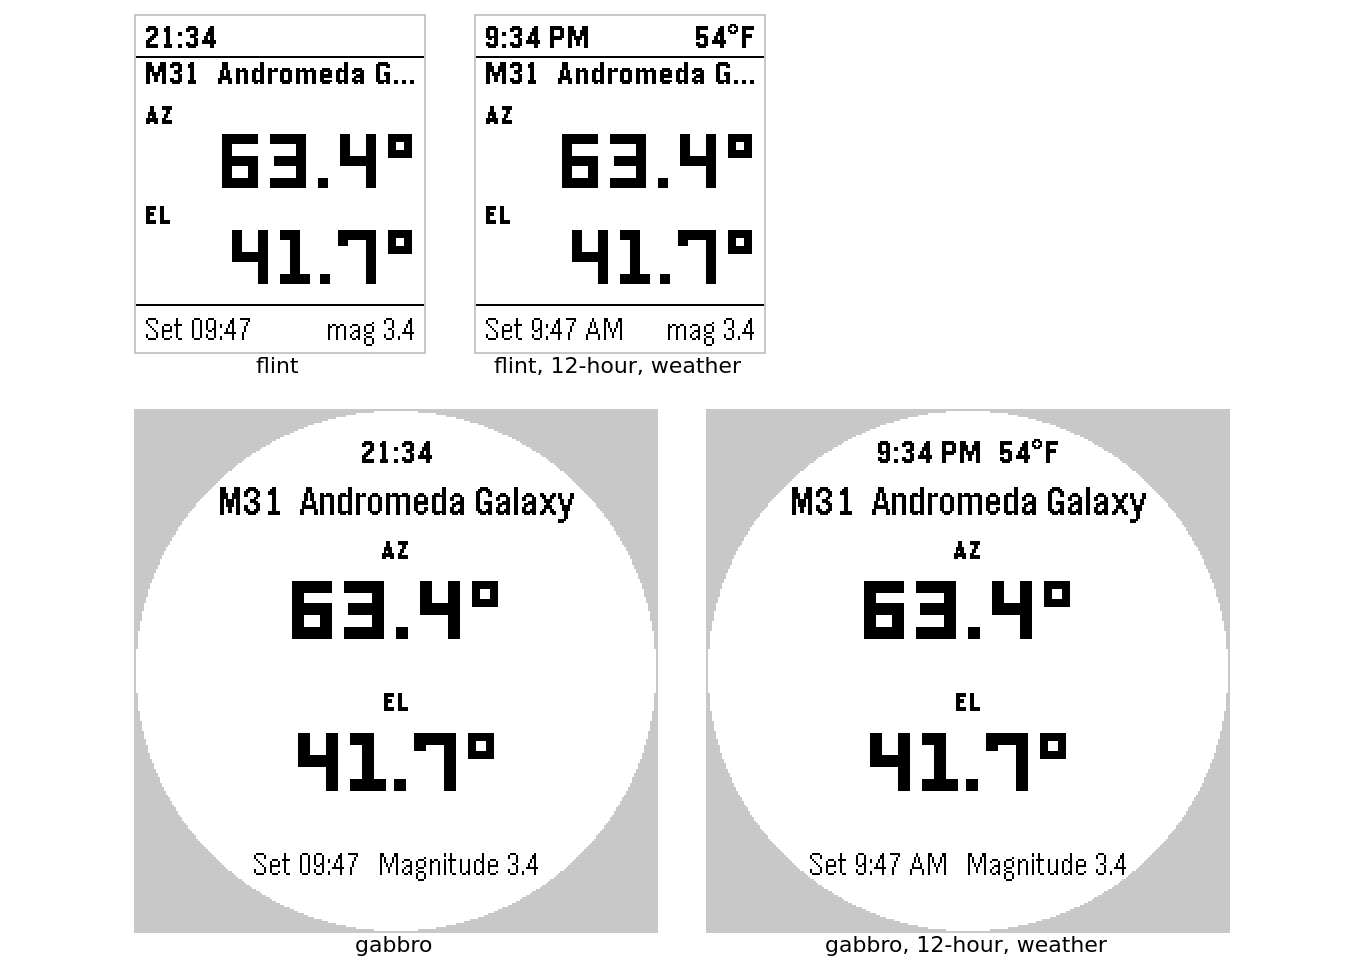 21:34
M31 Andromeda G...
AZ
63.4°
EL
41.7°
Set 09:47 mag 3.4
flint
9:34 PM 54°F
M31 Andromeda G...
AZ
63.4°
EL
41.7°
Set 9:47 AM mag 3.4
flint, 12-hour, weather
21:34
M31 Andromeda Galaxy
AZ
63.4°
EL
41.7°
Set 09:47 Magnitude 3.4
gabbro
9:34 PM 54°F
M31 Andromeda Galaxy
AZ
63.4°
EL
41.7°
Set 9:47 AM Magnitude 3.4
gabbro, 12-hour, weather